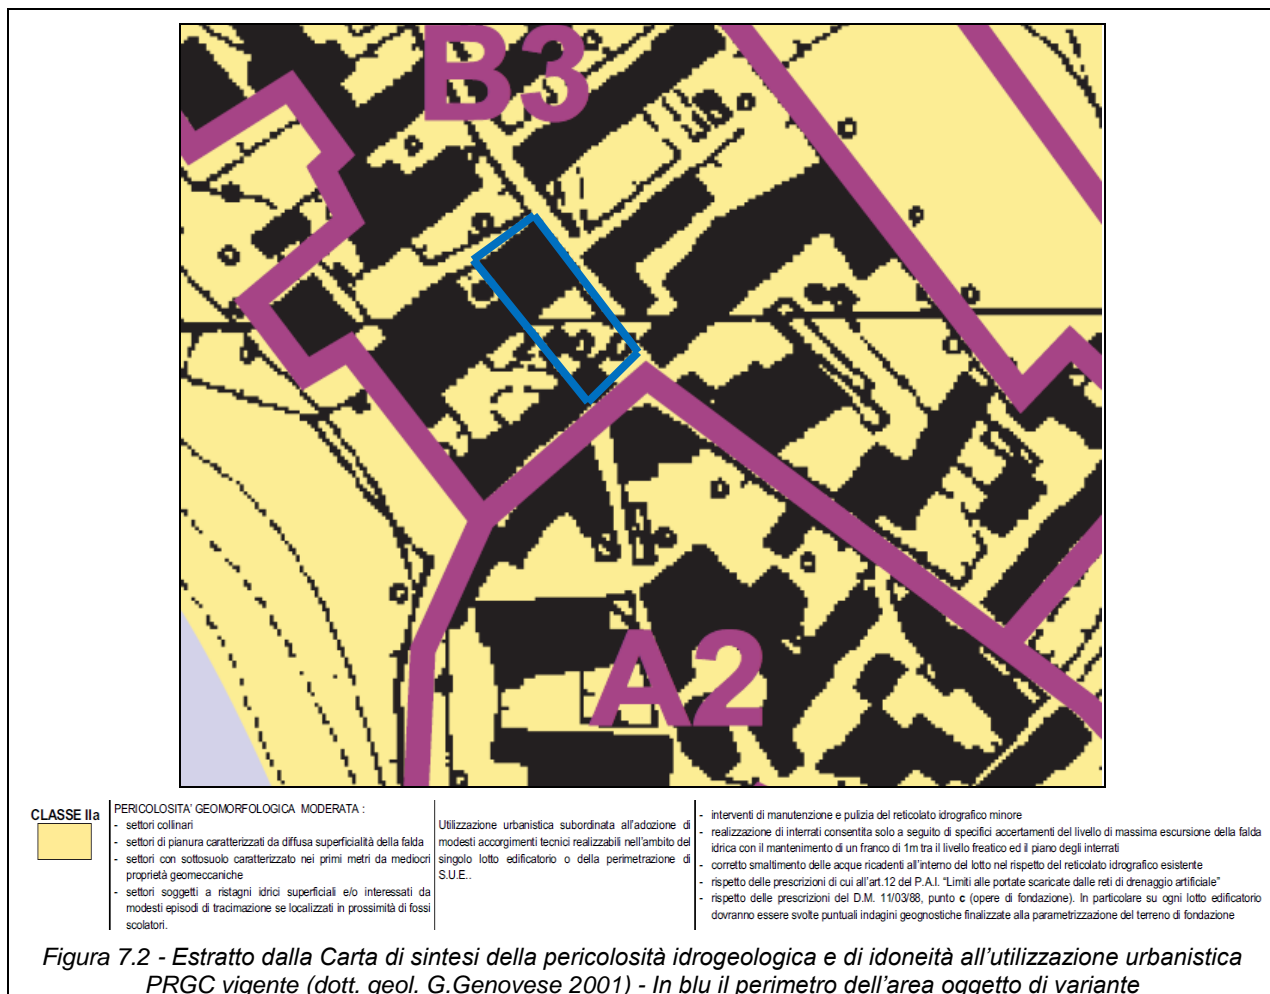 B3
A2
CLASSE IIa
PERICOLOSITA' GEOMORFOLOGICA MODERATA :
- settori collinari
- settori di pianura caratterizzati da diffusa superficialità della falda
- settori con sottosuolo caratterizzato nei primi metri da mediocri
proprietà geomeccaniche
- settori soggetti a ristagni idrici superficiali e/o interessati da
modesti episodi di tracimazione se localizzati in prossimità di fossi
scolatori.
Utilizzazione urbanistica subordinata all'adozione di
modesti accorgimenti tecnici realizzabili nell'ambito del
singolo lotto edificatorio o della perimetrazione di
S.U.E..
- interventi di manutenzione e pulizia del reticolato idrografico minore
- realizzazione di interrati consentita solo a seguito di specifici accertamenti del livello di massima escursione della falda
idrica con il mantenimento di un franco di 1m tra il livello freatico ed il piano degli interrati
- corretto smaltimento delle acque ricadenti all'interno del lotto nel rispetto del reticolato idrografico esistente
- rispetto delle prescrizioni di cui all'art.12 del P.A.I. “Limiti alle portate scaricate dalle reti di drenaggio artificiale”
- rispetto delle prescrizioni del D.M. 11/03/88, punto c (opere di fondazione). In particolare su ogni lotto edificatorio
dovranno essere svolte puntuali indagini geognostiche finalizzate alla parametrizzazione del terreno di fondazione
Figura 7.2 - Estratto dalla Carta di sintesi della pericolosità idrogeologica e di idoneità all’utilizzazione urbanistica
PRGC vigente (dott. geol. G.Genovese 2001) - In blu il perimetro dell’area oggetto di variante